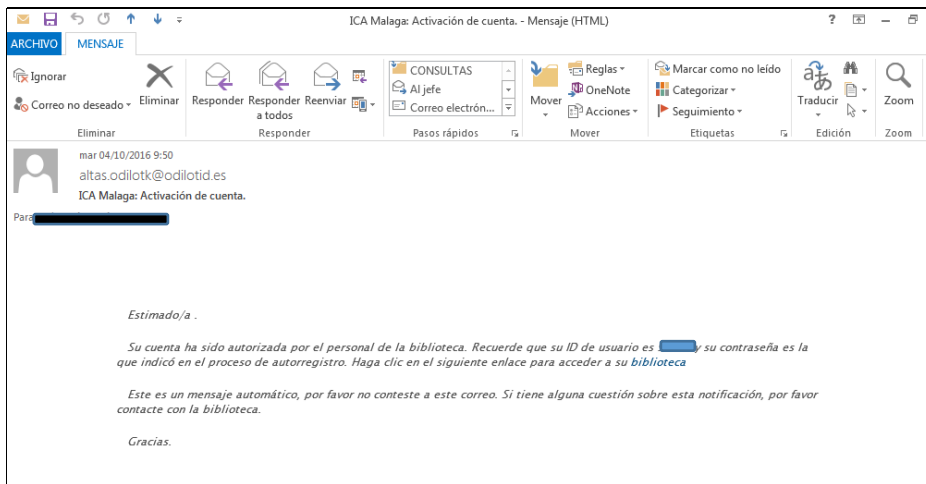 ICA Malaga: Activación de cuenta. - Mensaje (HTML)
ARCHIVO MENSAJE
Ignorar
Correo no deseado
Eliminar
Responder Responder a todos Reenviar
CONSULTAS
Al jefe
Correo electrón...
Mover
Reglas
OneNote
Acciones
Marcar como no leído
Categorizar
Seguimiento
Traducir
Zoom
Eliminar Responder Pasos rápidos Mover Etiquetas Edición Zoom
mar 04/10/2016 9:50
altas.odilotk@odilotid.es
ICA Malaga: Activación de cuenta.
Para
Estimado/a .
Su cuenta ha sido autorizada por el personal de la biblioteca. Recuerde que su ID de usuario es y su contraseña es la
que indicó en el proceso de autorregistro. Haga clic en el siguiente enlace para acceder a su biblioteca
Este es un mensaje automático, por favor no conteste a este correo. Si tiene alguna cuestión sobre esta notificación, por favor
contacte con la biblioteca.
Gracias.